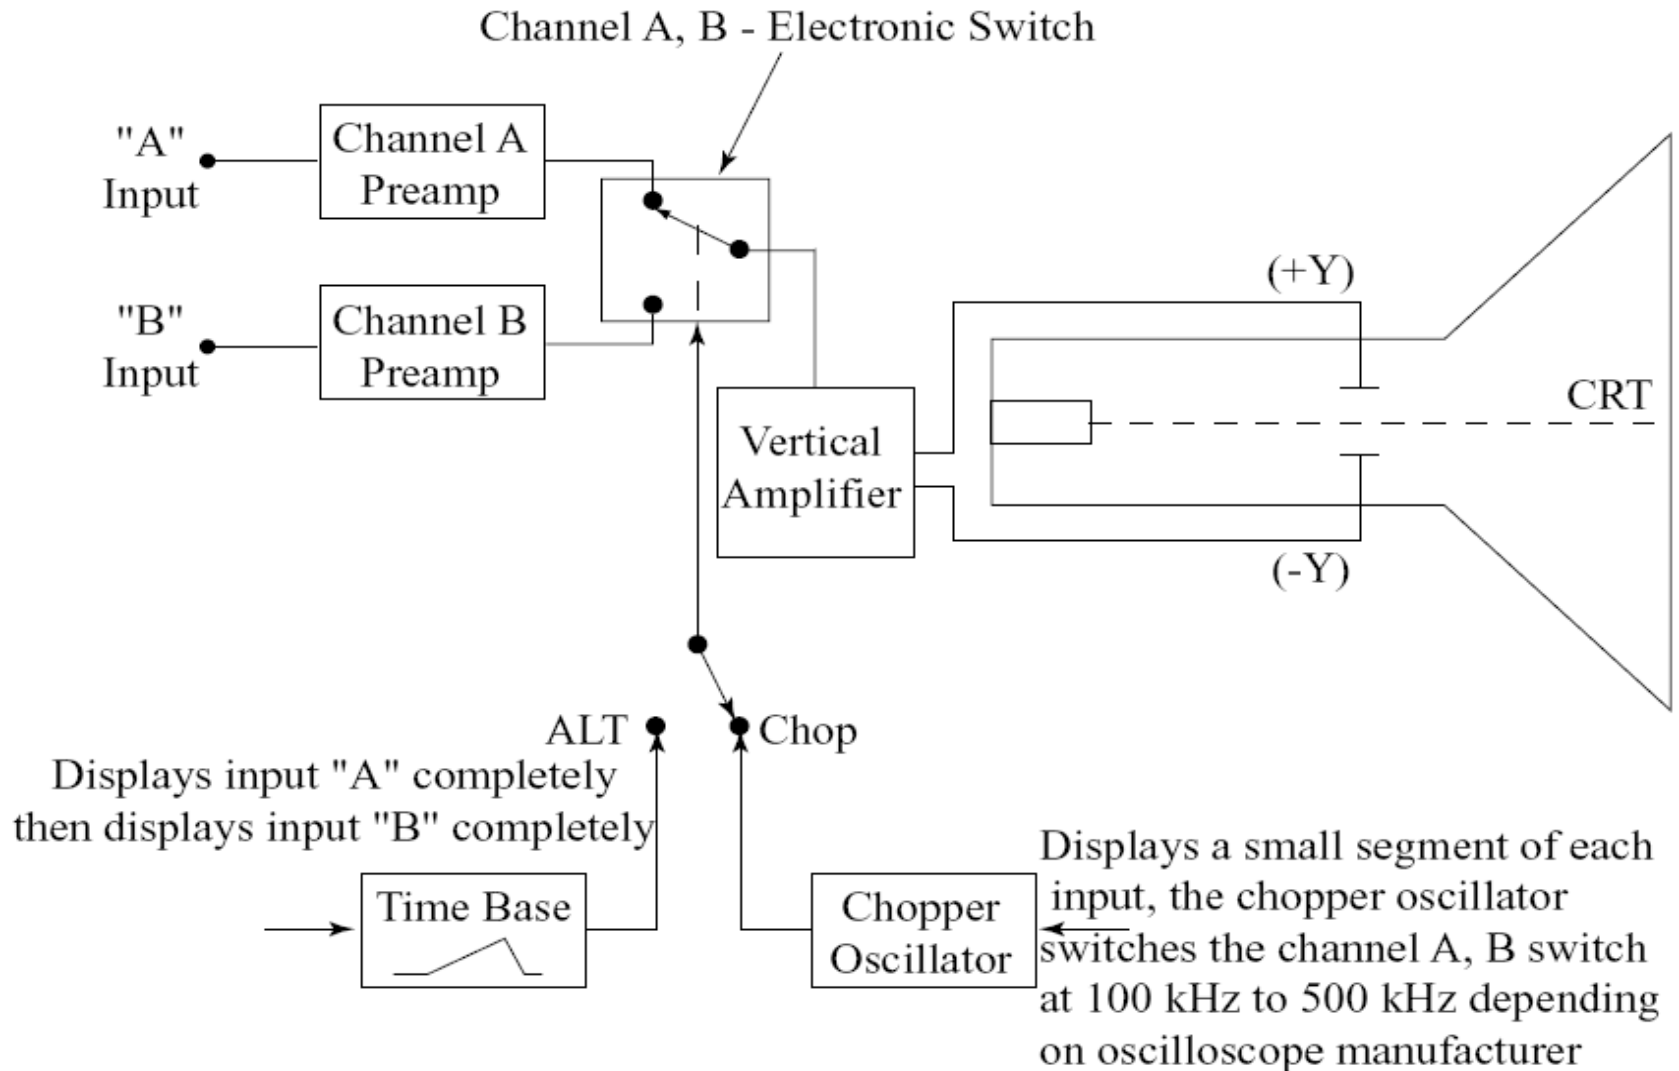 Channel A, B - Electronic Switch
"A"
Input
Channel A
Preamp
"B"
Input
Channel B
Preamp
(+Y)
CRT
Vertical
Amplifier
(-Y)
ALT
Chop
Displays input "A" completely
then displays input "B" completely
Time Base
Chopper
Oscillator
Displays a small segment of each
input, the chopper oscillator
switches the channel A, B switch
at 100 kHz to 500 kHz depending
on oscilloscope manufacturer